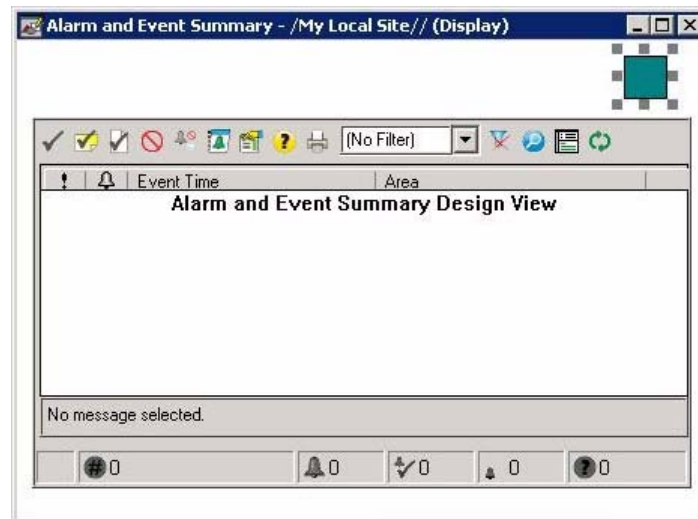 Alarm and Event Summary - /My Local Site// (Display)
(No Filter)
! Event Time Area
Alarm and Event Summary Design View
No message selected.
# 0 0 0 0 ? 0